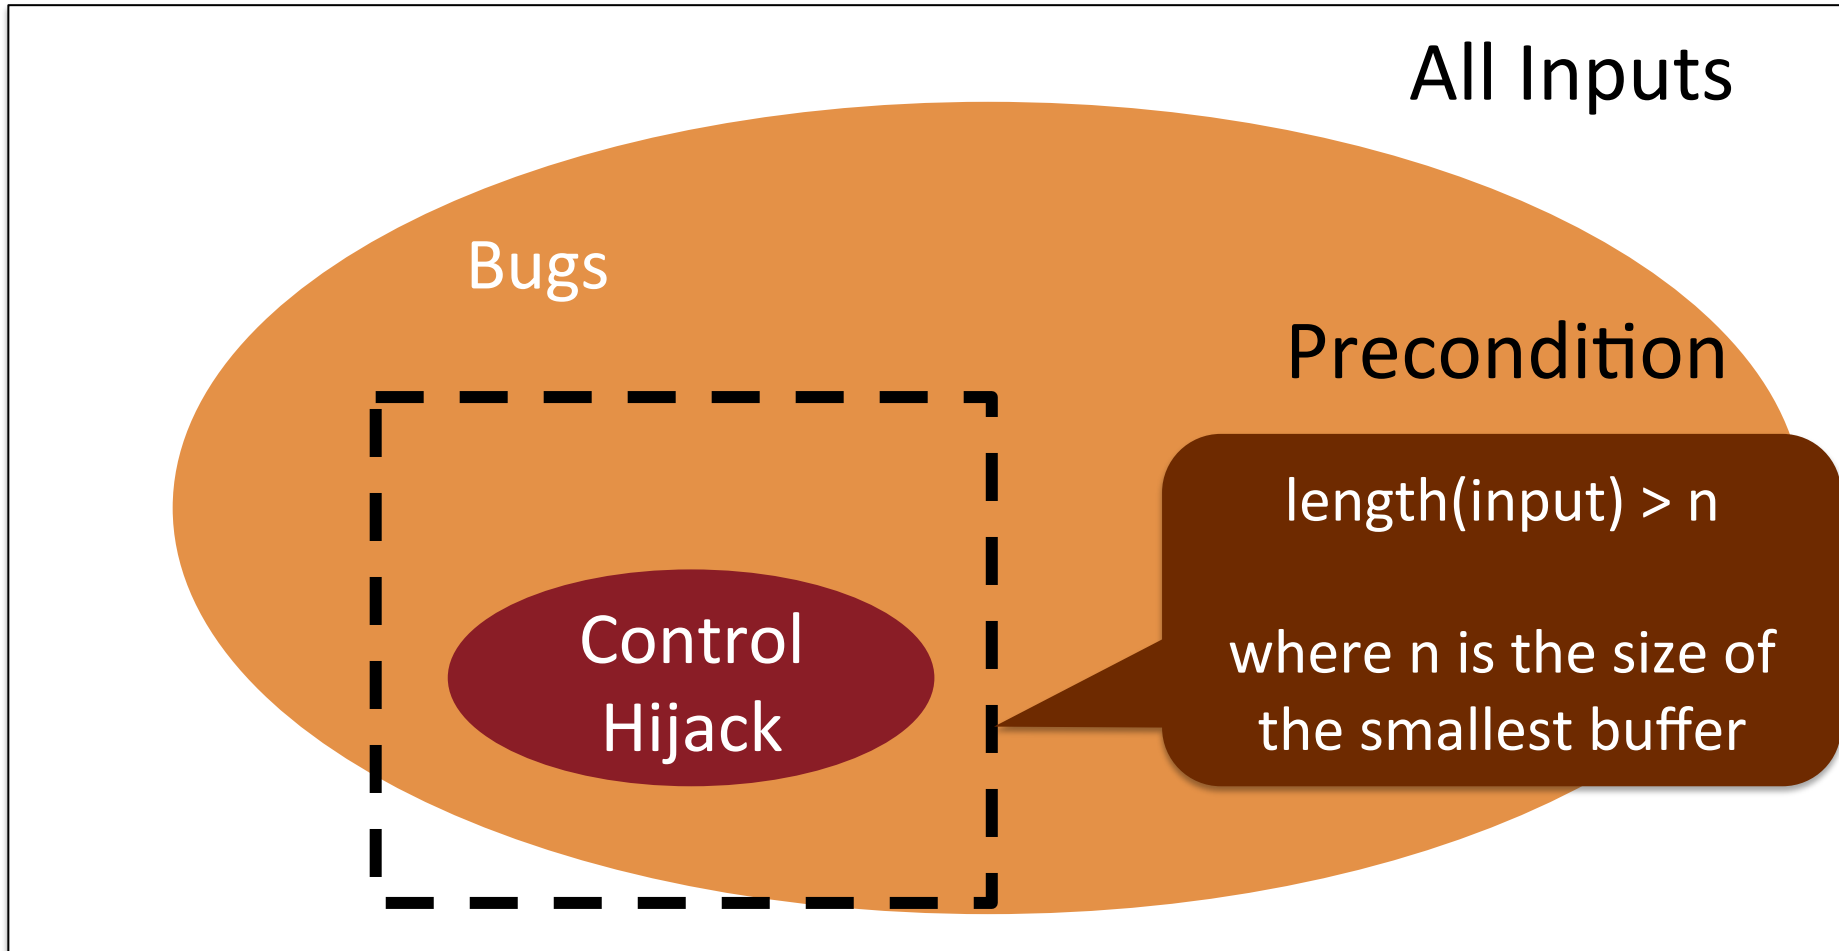 All Inputs
Bugs
Precondition
length(input) > n
where n is the size of
the smallest buffer
Control
Hijack